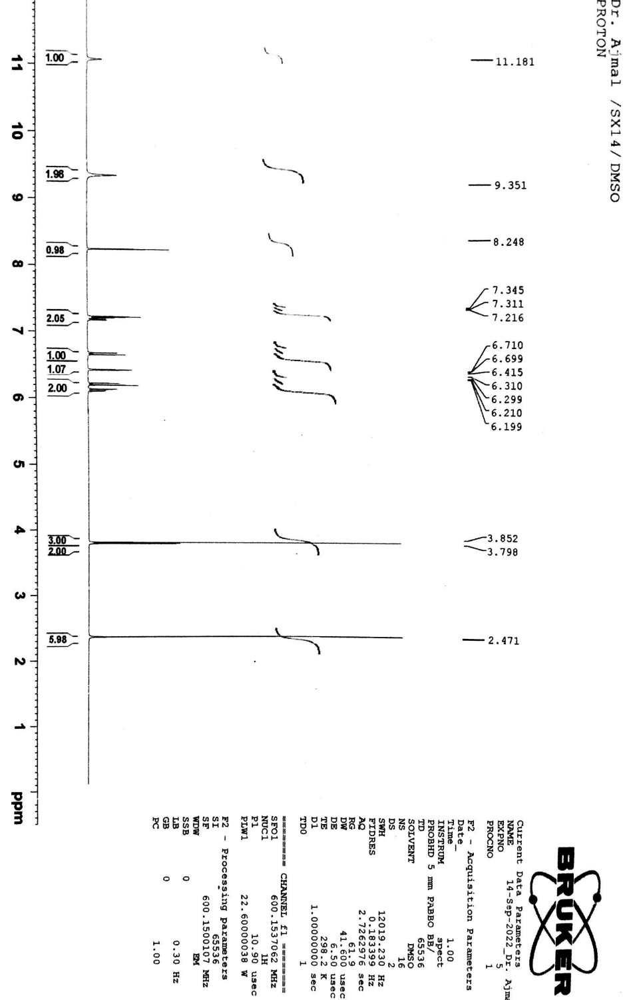 Dr. Ajmal /SX14/ DMSO
PROTON
11.181
9.351
8.248
7.345
7.311
7.216
6.710
6.699
6.415
6.310
6.299
6.210
6.199
3.852
3.798
2.471
1.00
1.98
0.98
2.05
1.00
1.07
2.00
3.00
2.00
5.98
11
10
9
8
7
6
5
4
3
2
1
ppm
BRUKER
Current Data Parameters
NAME 14-Sep-2022_Dr. Ajma
EXPNO 5
PROCNO 1
F2 - Acquisition Parameters
Date_
Time_ 1.00
INSTRUM spect
PROBHD 5 mm PABBO BB/
TD 65536
SOLVENT DMSO
NS 16
DS 2
SWH 12019.230 Hz
FIDRES 0.183399 Hz
AQ 2.7262976 sec
RG 61.9
DW 41.600 usec
DE 6.50 usec
TE 298.2 K
D1 1.00000000 sec
TD0 1
======== CHANNEL f1 ========
SFO1 600.1537062 MHz
NUC1 1H
P1 10.90 usec
PLW1 22.60000038 W
F2 - Processing parameters
SI 65536
SF 600.1500107 MHz
WDW EM
SSB 0
LB 0.30 Hz
GB 0
PC 1.00